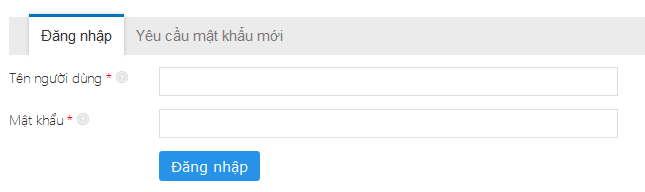 Đăng nhập Yêu cầu mật khẩu mới
Tên người dùng *
Mật khẩu *
Đăng nhập